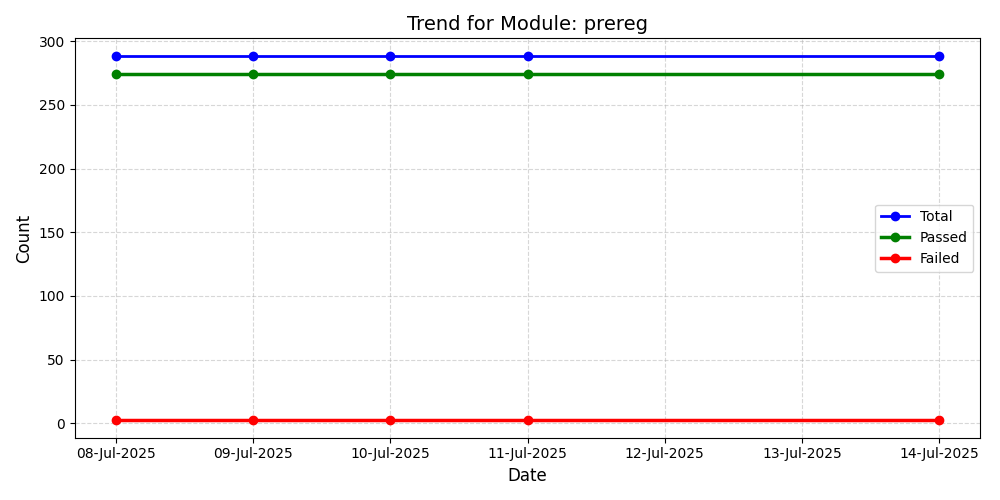 Trend for Module: prereg
300
250
200
150
100
50
0
Count
Total
Passed
Failed
08-Jul-2025
09-Jul-2025
10-Jul-2025
11-Jul-2025
12-Jul-2025
13-Jul-2025
14-Jul-2025
Date